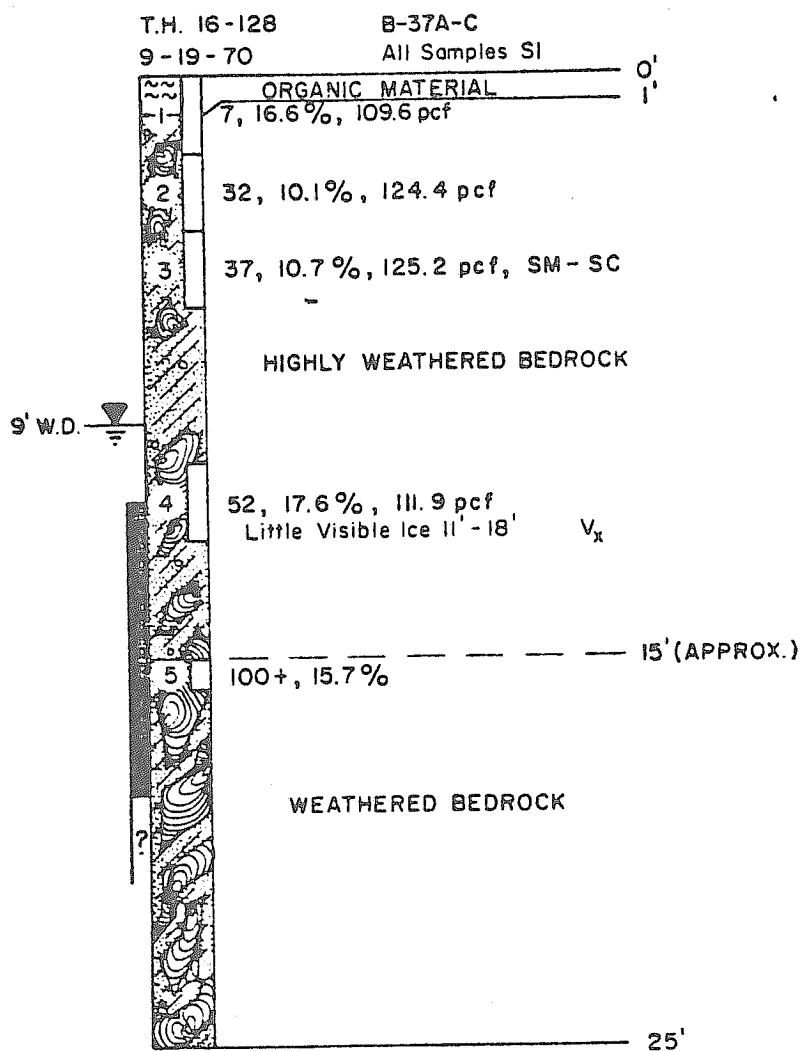 T.H. 16-128 B-37A-C
9-19-70 All Samples SI
0'
ORGANIC MATERIAL
1'
1 7, 16.6%, 109.6 pcf
2 32, 10.1%, 124.4 pcf
3 37, 10.7%, 125.2 pcf, SM-SC
HIGHLY WEATHERED BEDROCK
9' W.D.
4 52, 17.6%, 111.9 pcf
Little Visible Ice 11'-18' Vx
15' (APPROX.)
5 100+, 15.7%
WEATHERED BEDROCK
?
25'